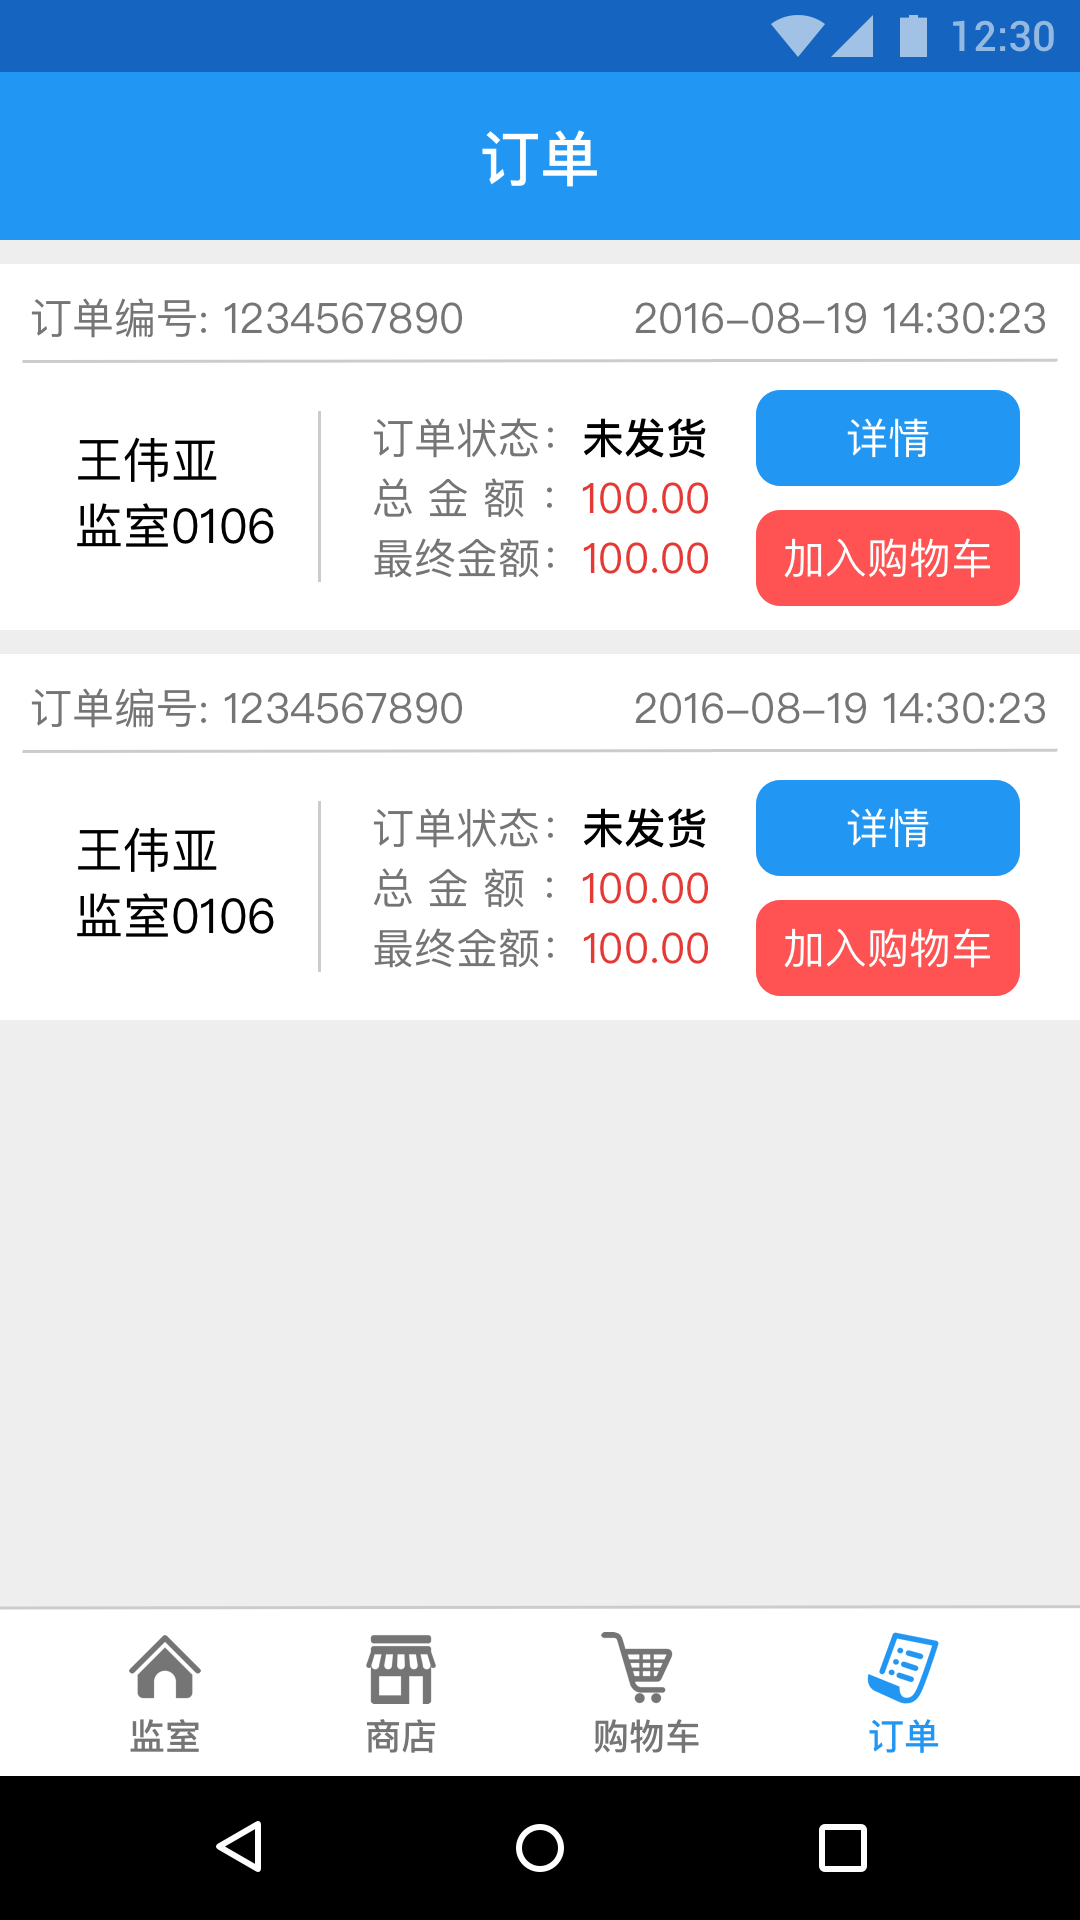 12:30
订单
订单编号: 1234567890 2016-08-19 14:30:23
王伟亚
监室0106
订单状态: 未发货
总金额: 100.00
最终金额: 100.00
详情
加入购物车
订单编号: 1234567890 2016-08-19 14:30:23
王伟亚
监室0106
订单状态: 未发货
总金额: 100.00
最终金额: 100.00
详情
加入购物车
监室 商店 购物车 订单